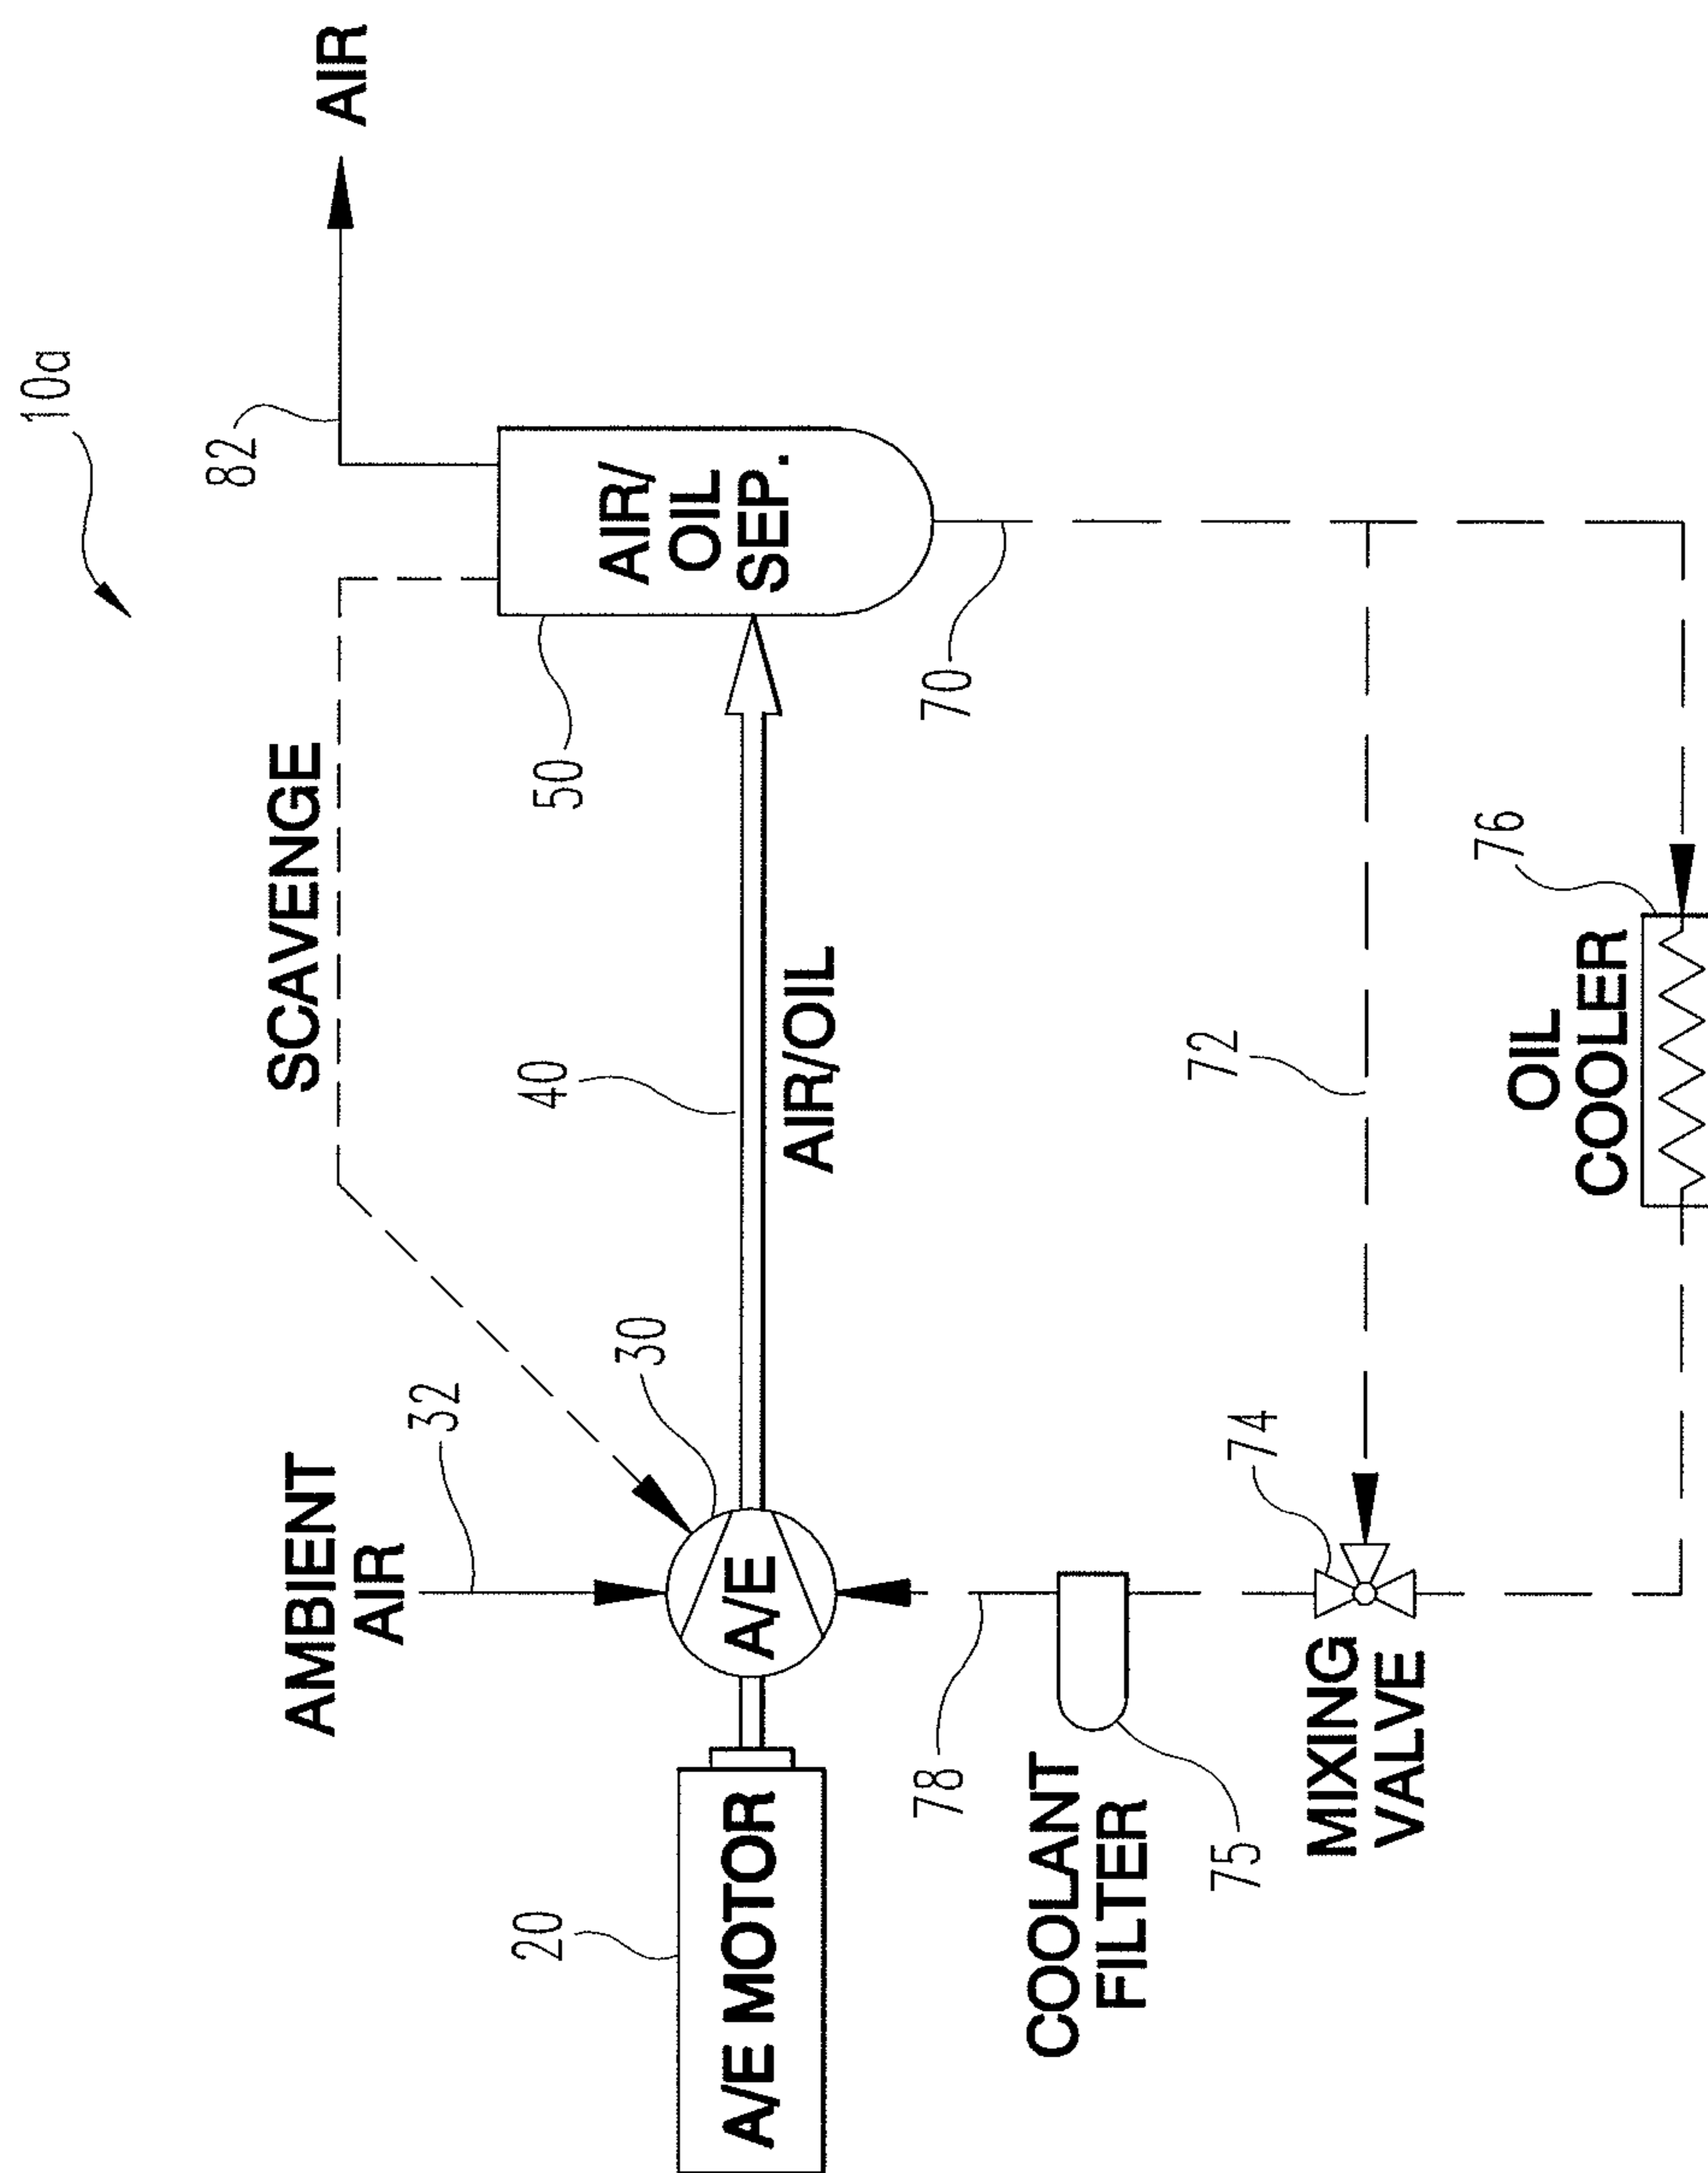 10a
AIR
82
SCAVENGE
AIR/
OIL
SEP.
50
AMBIENT
AIR
32
30
40
AIR/OIL
70
A/E
A/E MOTOR
20
78
72
COOLANT
FILTER
75
74
MIXING
VALVE
OIL
COOLER
76